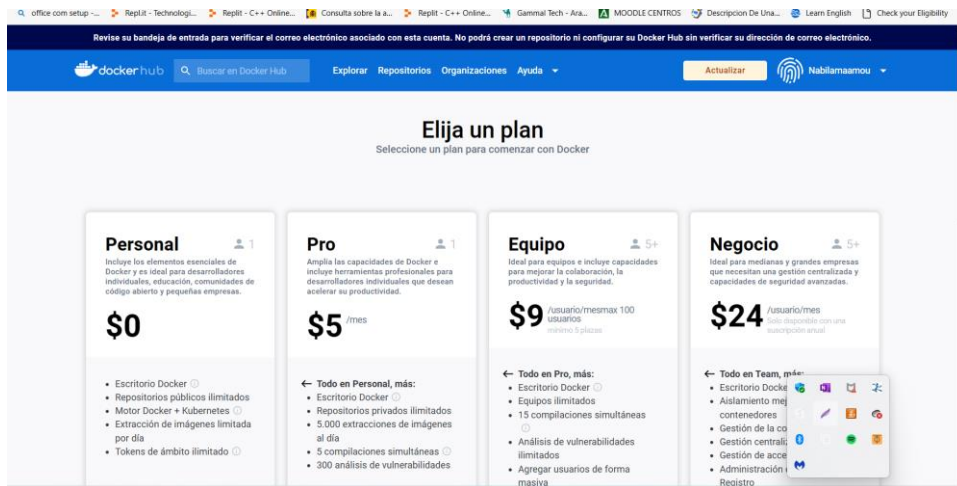 office com setup -...
Repl.it - Technologi...
Replit - C++ Online...
Consulta sobre la a...
Replit - C++ Online...
Gammal Tech - Ara...
MOODLE CENTROS
Descripcion De Una...
Learn English
Check your Eligibility
Revise su bandeja de entrada para verificar el correo electrónico asociado con esta cuenta. No podrá crear un repositorio ni configurar su Docker Hub sin verificar su dirección de correo electrónico.
dockerhub
Buscar en Docker Hub
Explorar
Repositorios
Organizaciones
Ayuda
Actualizar
Nabilamaamou
Elija un plan
Seleccione un plan para comenzar con Docker
Personal
1
Incluye los elementos esenciales de
Docker y es ideal para desarrolladores
individuales, educación, comunidades de
código abierto y pequeñas empresas.
$0
• Escritorio Docker
• Repositorios públicos ilimitados
• Motor Docker + Kubernetes
• Extracción de imágenes limitada
por día
• Tokens de ámbito ilimitado
Pro
1
Amplía las capacidades de Docker e
incluye herramientas profesionales para
desarrolladores individuales que desean
acelerar su productividad.
$5 /mes
← Todo en Personal, más:
• Escritorio Docker
• Repositorios privados ilimitados
• 5.000 extracciones de imágenes
al día
• 5 compilaciones simultáneas
• 300 análisis de vulnerabilidades
Equipo
5+
Ideal para equipos e incluye capacidades
para mejorar la colaboración, la
productividad y la seguridad.
$9 /usuario/mesmax 100
usuarios
mínimo 5 plazas
← Todo en Pro, más:
• Escritorio Docker
• Equipos ilimitados
• 15 compilaciones simultáneas
• Análisis de vulnerabilidades
ilimitados
• Agregar usuarios de forma
masiva
Negocio
5+
Ideal para medianas y grandes empresas
que necesitan una gestión centralizada y
capacidades de seguridad avanzadas.
$24 /usuario/mes
Solo disponible con una
suscripción anual
← Todo en Team, más:
• Escritorio Docke
• Aislamiento mej
contenedores
• Gestión de la co
• Gestión centrali
• Gestión de acce
• Administración
Registro